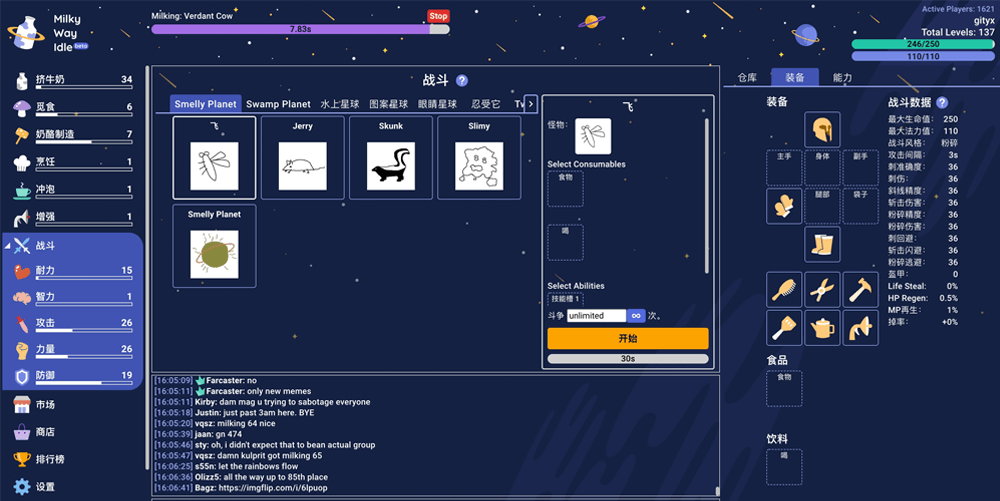 Milky
Way
Idle beta
Milking: Verdant Cow
Stop
7.83s
Active Players: 1621
gityx
Total Levels: 137
246/250
110/110
挤牛奶 34
觅食 6
奶酪制造 7
烹饪 1
冲泡 1
增强 1
战斗
耐力 15
智力 1
攻击 26
力量 26
防御 19
市场
商店
排行榜
设置
战斗 ?
Smelly Planet Swamp Planet 水上星球 图案星球 眼睛星球 忍受它 Tw >
飞 Jerry Skunk Slimy
Smelly Planet
飞
怪物:
Select Consumables
食物
喝
Select Abilities
技能槽 1
斗争 unlimited ∞ 次。
开始
30s
[16:05:09] Farcaster: no
[16:05:11] Farcaster: only new memes
[16:05:11] Kirby: dam mag u trying to sabotage everyone
[16:05:18] Justin: just past 3am here. BYE
[16:05:20] vqsz: milking 64 nice
[16:05:39] jaan: gn 474
[16:05:46] sty: oh, i didn't expect that to bean actual group
[16:05:47] vqsz: damn kulprit got milking 65
[16:06:25] s55n: let the rainbows flow
[16:06:36] Olizz5: all the way up to 85th place
[16:06:41] Bagz: https://imgflip.com/i/6lpuop
仓库 装备 能力
装备
主手 身体 副手
腿部 袋子
食品
食物
饮料
喝
战斗数据 ?
最大生命值: 250
最大法力值: 110
战斗风格: 粉碎
攻击间隔: 3s
刺准确度: 36
刺伤: 36
斜线精度: 36
斩击伤害: 36
粉碎精度: 36
粉碎伤害: 36
刺回避: 36
斩击闪避: 36
粉碎逃避: 36
盔甲: 0
Life Steal: 0%
HP Regen: 0.5%
MP再生: 1%
掉率: +0%